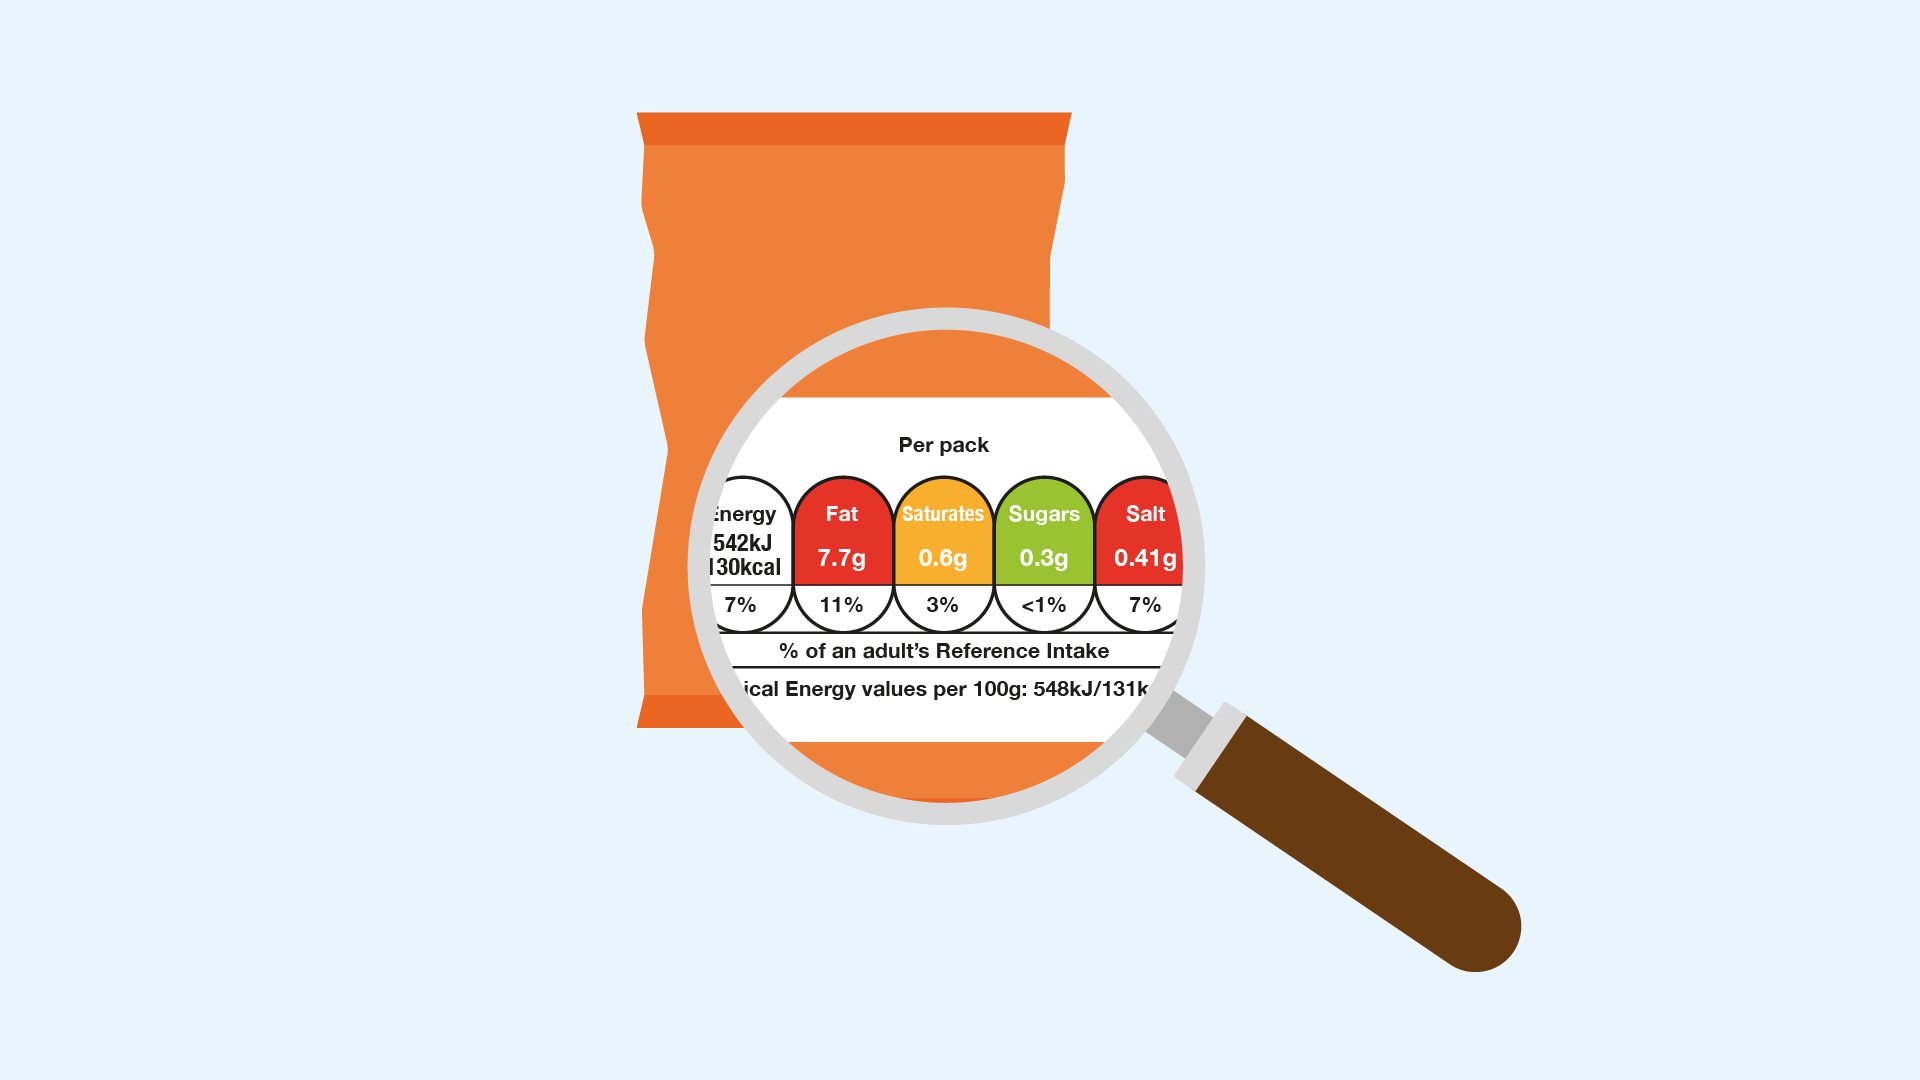 Per pack
Energy Fat Saturates Sugars Salt
542kJ
130kcal 7.7g 0.6g 0.3g 0.41g
7% 11% 3% <1% 7%
% of an adult’s Reference Intake
ical Energy values per 100g: 548kJ/131k